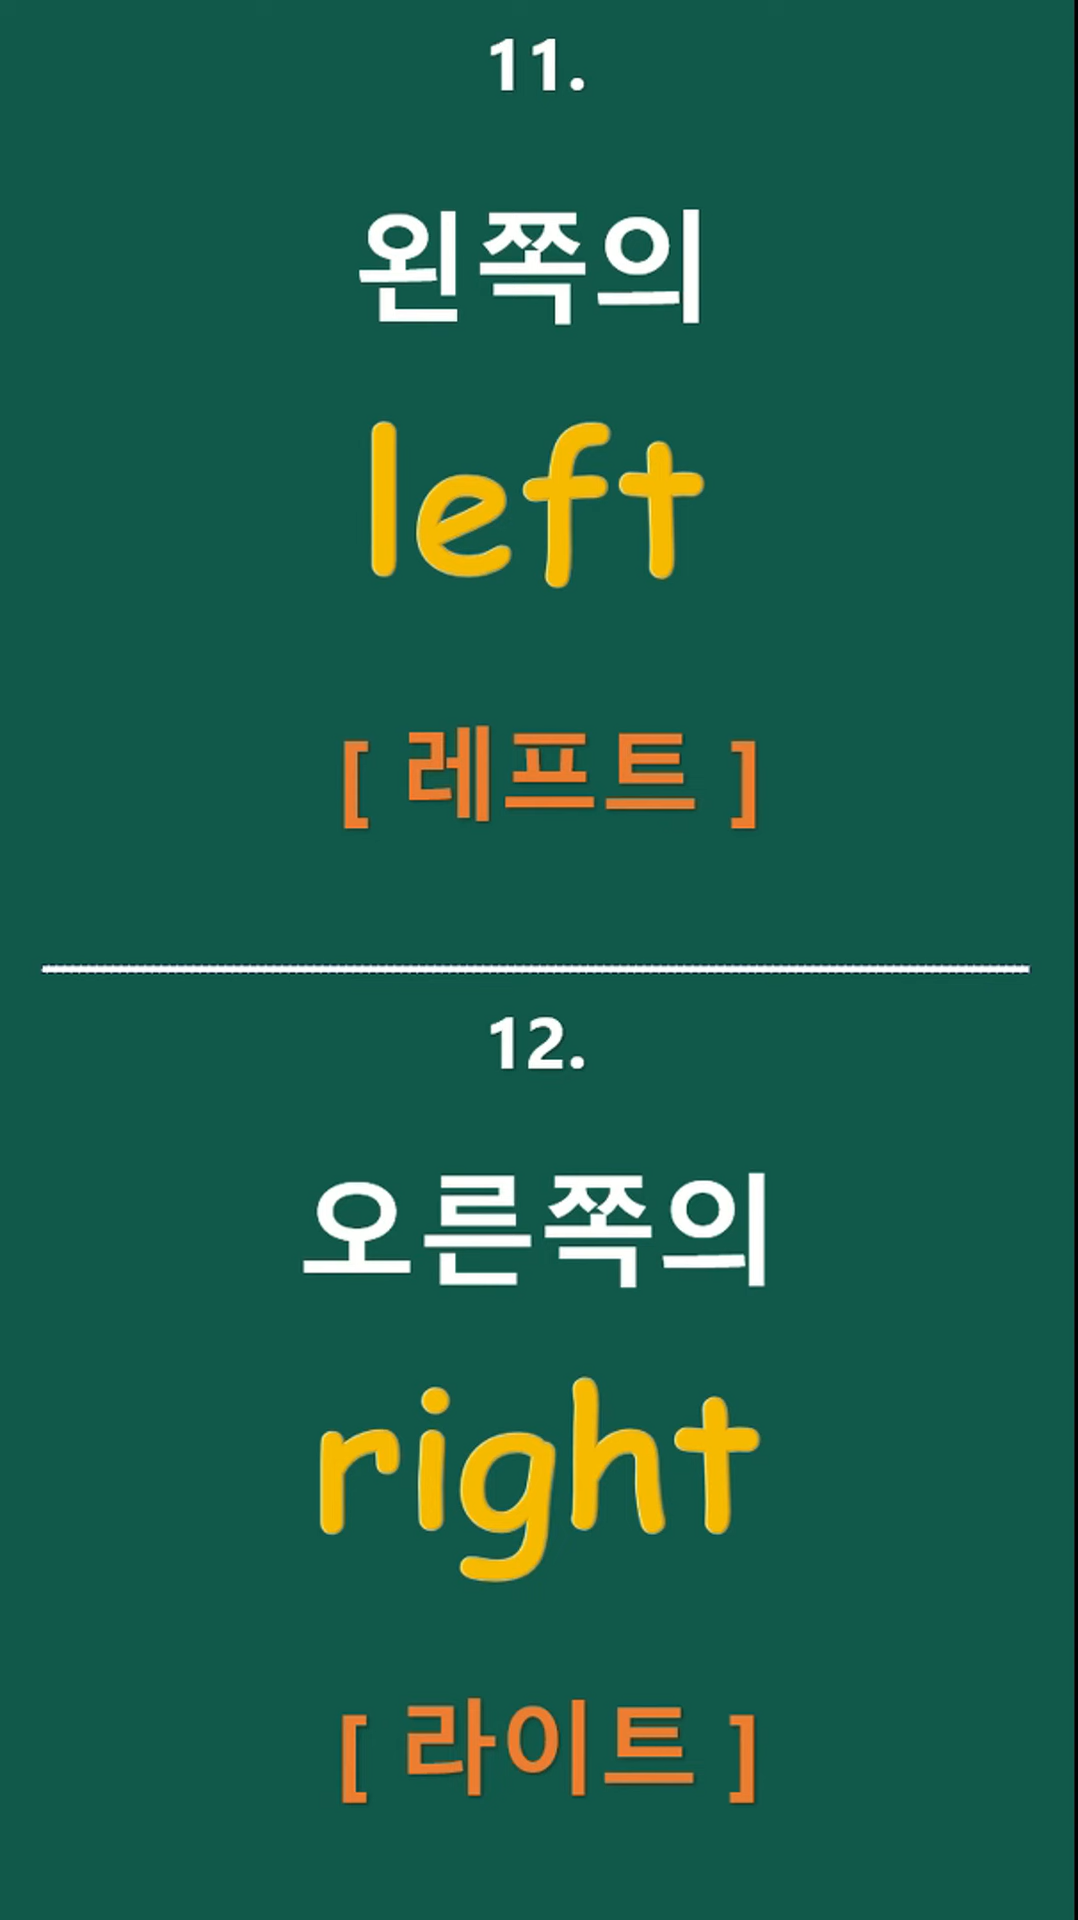 11.
왼쪽의
left
[ 레프트 ]
12.
오른쪽의
right
[ 라이트 ]